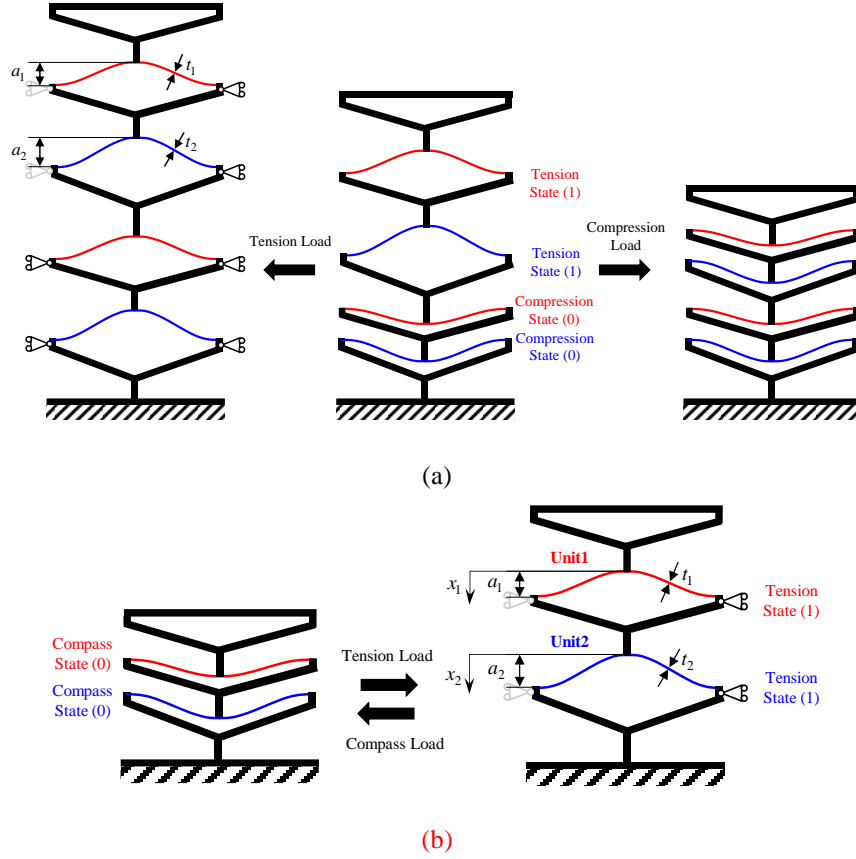 a1
t1
a2
t2
Tension Load
Tension
State (1)
Tension
State (1)
Compression
State (0)
Compression
State (0)
Compression
Load
(a)
Compass
State (0)
Compass
State (0)
Tension Load
Compass Load
Unit1
x1
a1
t1
Tension
State (1)
Unit2
x2
a2
t2
Tension
State (1)
(b)